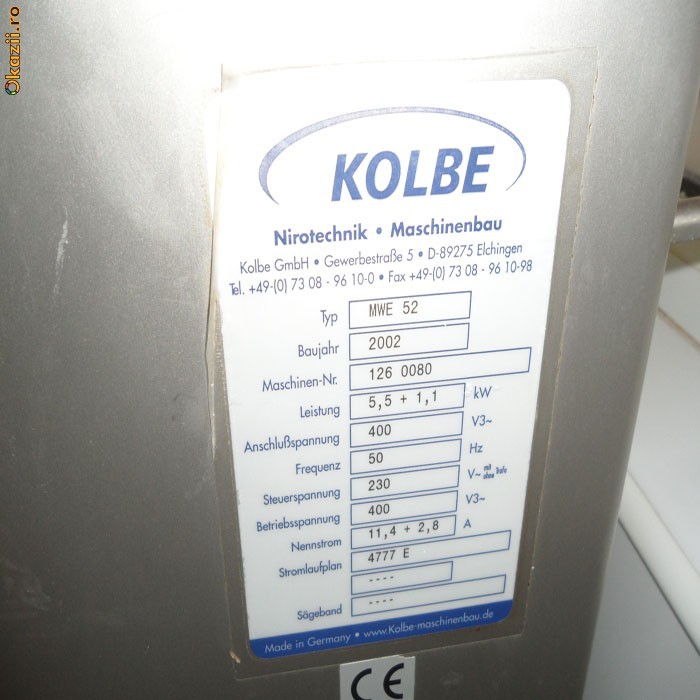 Okazii.ro
KOLBE
Nirotechnik • Maschinenbau
Kolbe GmbH • Gewerbestraße 5 • D-89275 Elchingen
Tel. +49-(0) 73 08 - 96 10-0 • Fax +49-(0) 73 08 - 96 10-98
Typ MWE 52
Baujahr 2002
Maschinen-Nr. 126 0080
Leistung 5,5 + 1,1 kW
Anschlußspannung 400 V3~
Frequenz 50 Hz
Steuerspannung 230 V~ mit ohne Trafo
Betriebsspannung 400 V3~
Nennstrom 11,4 + 2,8 A
Stromlaufplan 4777 E
----
Sägeband ----
Made in Germany • www.Kolbe-maschinenbau.de
CE